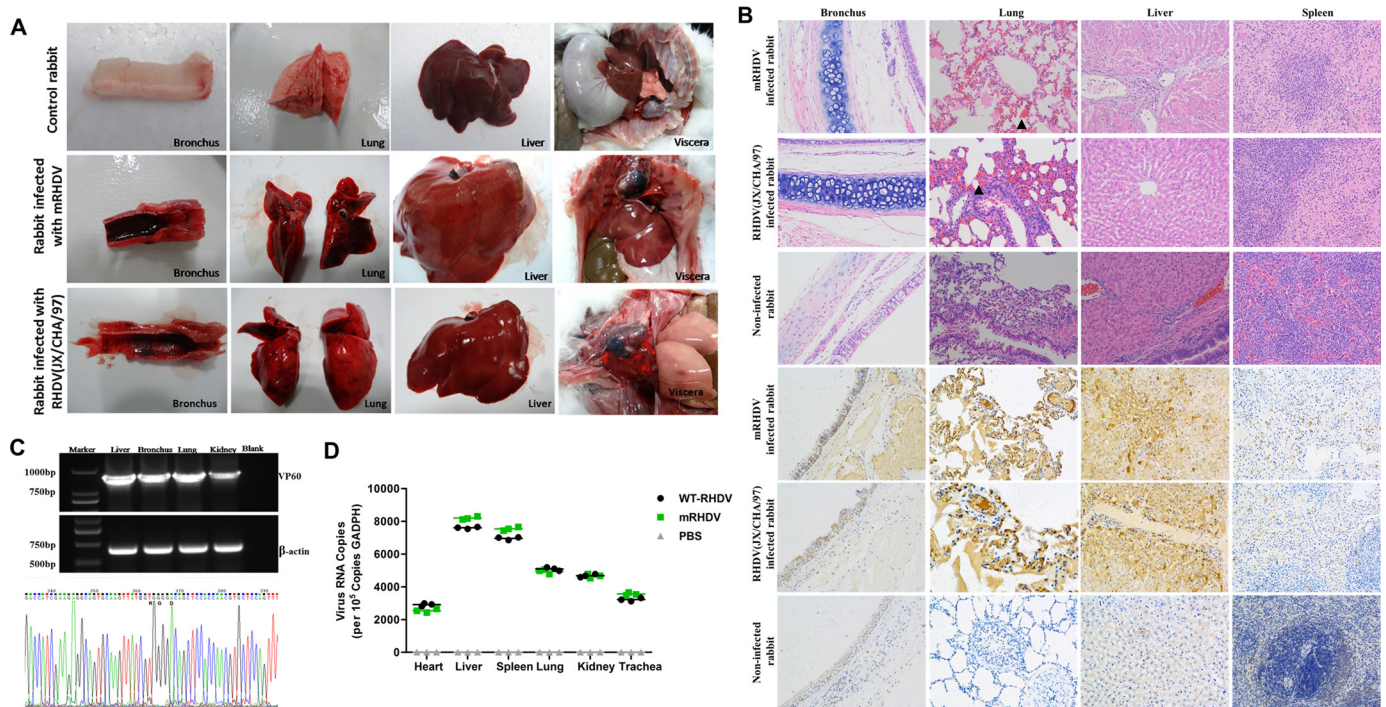 A
Control rabbit
Bronchus
Lung
Liver
Viscera
Rabbit infected
with mRHDV
Bronchus
Lung
Liver
Viscera
Rabbit infected with
RHDV(JX/CHA/97)
Bronchus
Lung
Liver
Viscera
B
Bronchus
Lung
Liver
Spleen
mRHDV
infected rabbit
RHDV(JX/CHA/97)
infected rabbit
Non-infected
rabbit
mRHDV
infected rabbit
RHDV(JX/CHA/97)
infected rabbit
Non-infected
rabbit
C
Marker Liver Bronchus Lung Kidney Blank
1000bp
VP60
750bp
750bp
β-actin
500bp
R G D
D
Virus RNA Copies
(per 10⁵ Copies GADPH)
10000
8000
6000
4000
2000
0
Heart Liver Spleen Lung Kidney Trachea
WT-RHDV
mRHDV
PBS